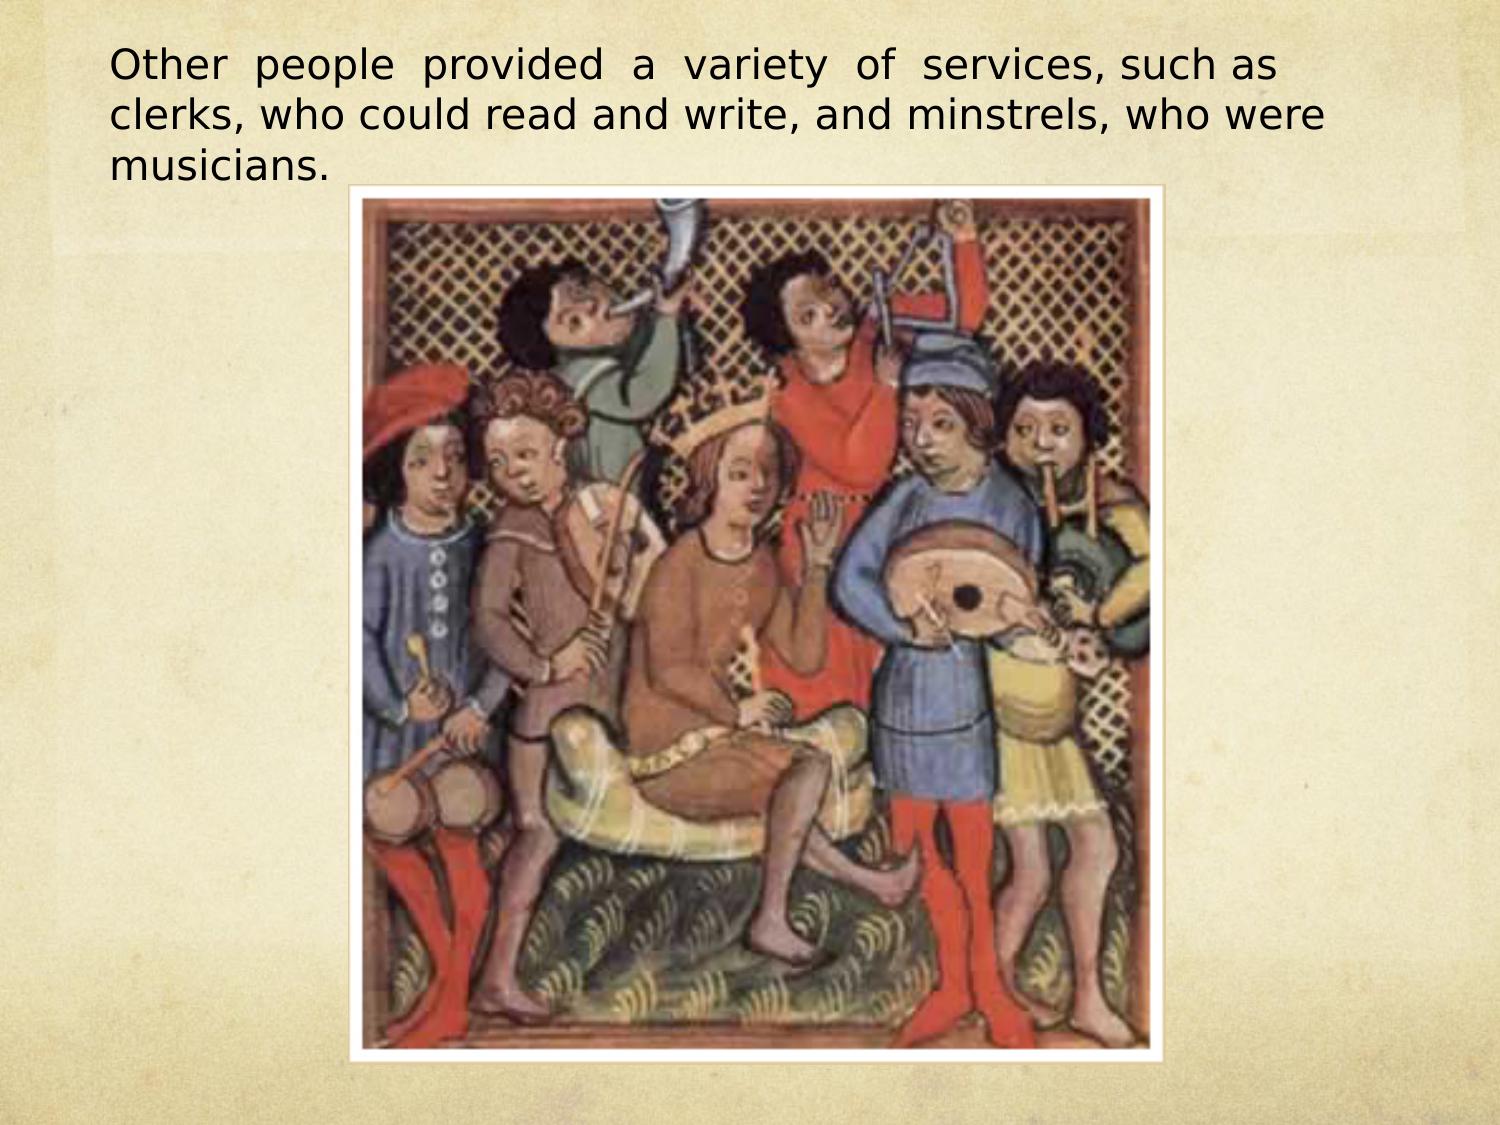 Other people provided a variety of services, such as
clerks, who could read and write, and minstrels, who were
musicians.